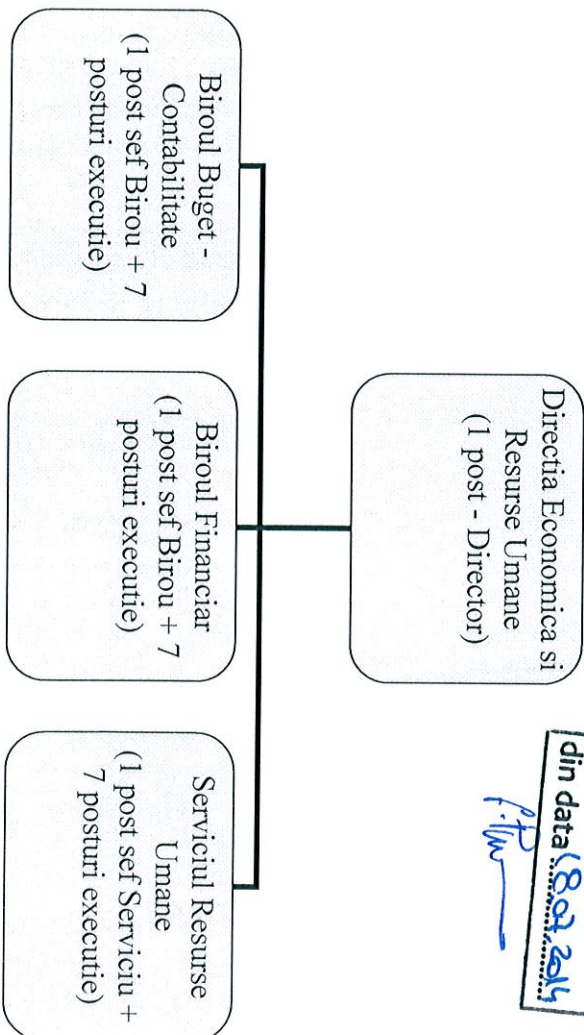 Directia Economica si
Resurse Umane
(1 post - Director)
din data 18.07.2014
Biroul Buget -
Contabilitate
(1 post sef Birou + 7
posturi executie)
Biroul Financiar
(1 post sef Birou + 7
posturi executie)
Serviciul Resurse
Umane
(1 post sef Serviciu +
7 posturi executie)